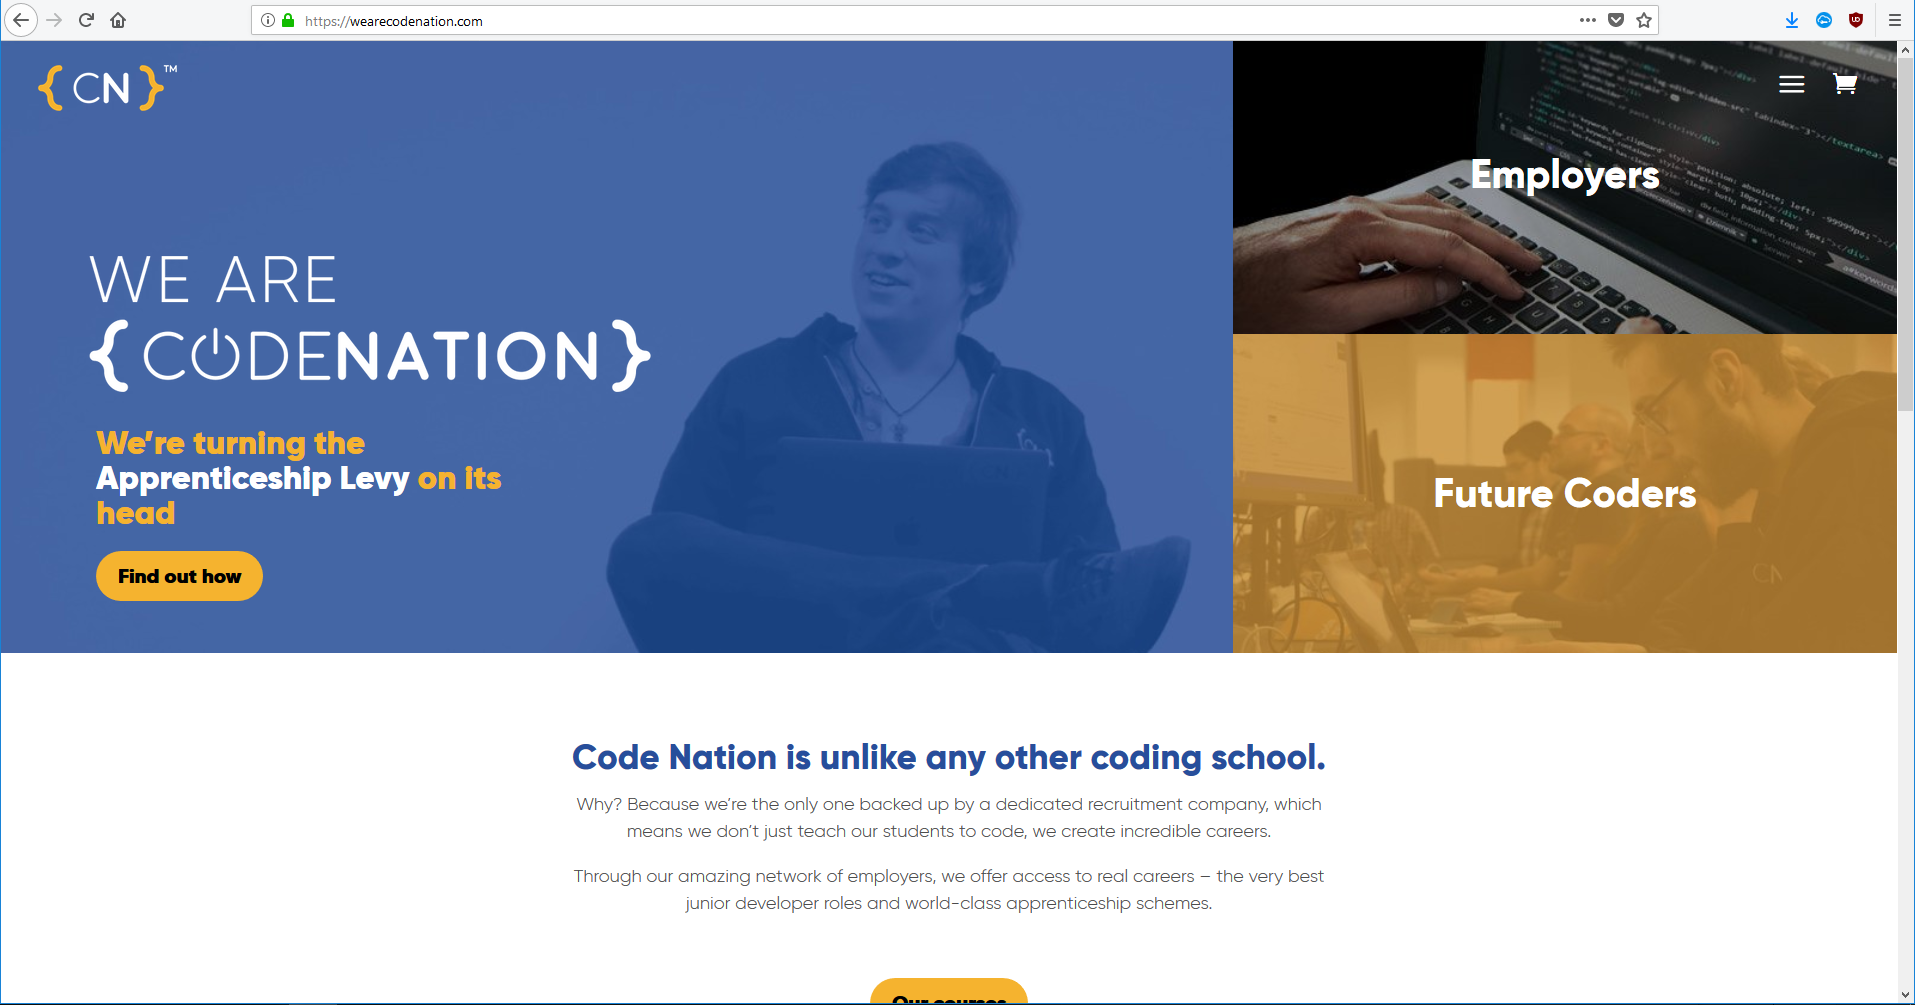 https://wearecodenation.com
{ CN }™
Employers
WE ARE
{ CODENATION }
We're turning the
Apprenticeship Levy on its
head
Find out how
Future Coders
CN
Code Nation is unlike any other coding school.
Why? Because we're the only one backed up by a dedicated recruitment company, which
means we don't just teach our students to code, we create incredible careers.
Through our amazing network of employers, we offer access to real careers – the very best
junior developer roles and world-class apprenticeship schemes.
Our courses